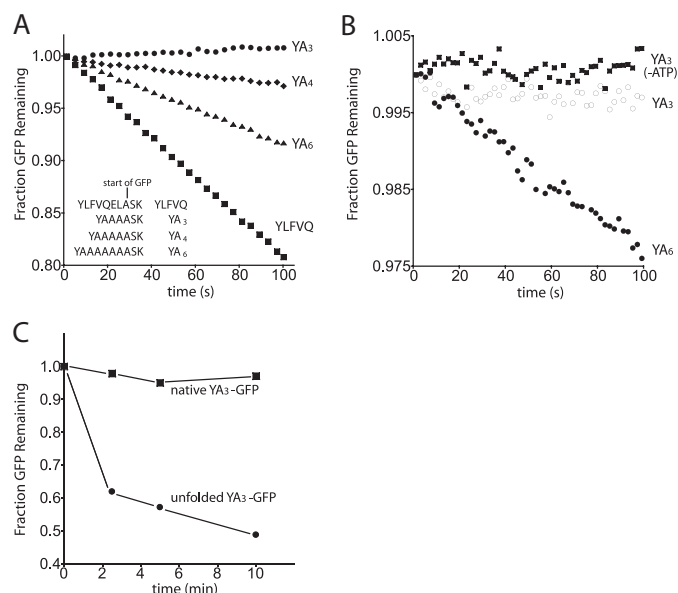 A
Fraction GFP Remaining
1.00
0.95
0.90
0.85
0.80
YA3
YA4
YA6
YLFVQ
start of GFP
YLFVQELASK YLFVQ
YAAAASK YA3
YAAAAASK YA4
YAAAAAAASK YA6
0 20 40 60 80 100
time (s)
B
Fraction GFP Remaining
1.005
0.995
0.985
0.975
YA3
(-ATP)
YA3
YA6
0 20 40 60 80 100
time (s)
C
Fraction GFP Remaining
1.0
0.9
0.8
0.7
0.6
0.5
0.4
native YA3-GFP
unfolded YA3-GFP
0 2 4 6 8 10
time (min)